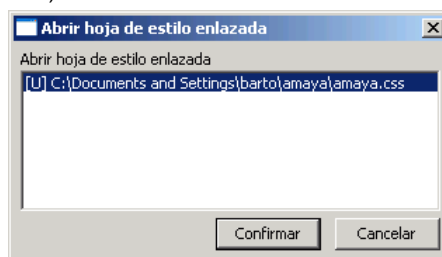 Abrir hoja de estilo enlazada
Abrir hoja de estilo enlazada
[U] C:\Documents and Settings\barto\amaya\amaya.css
Confirmar Cancelar